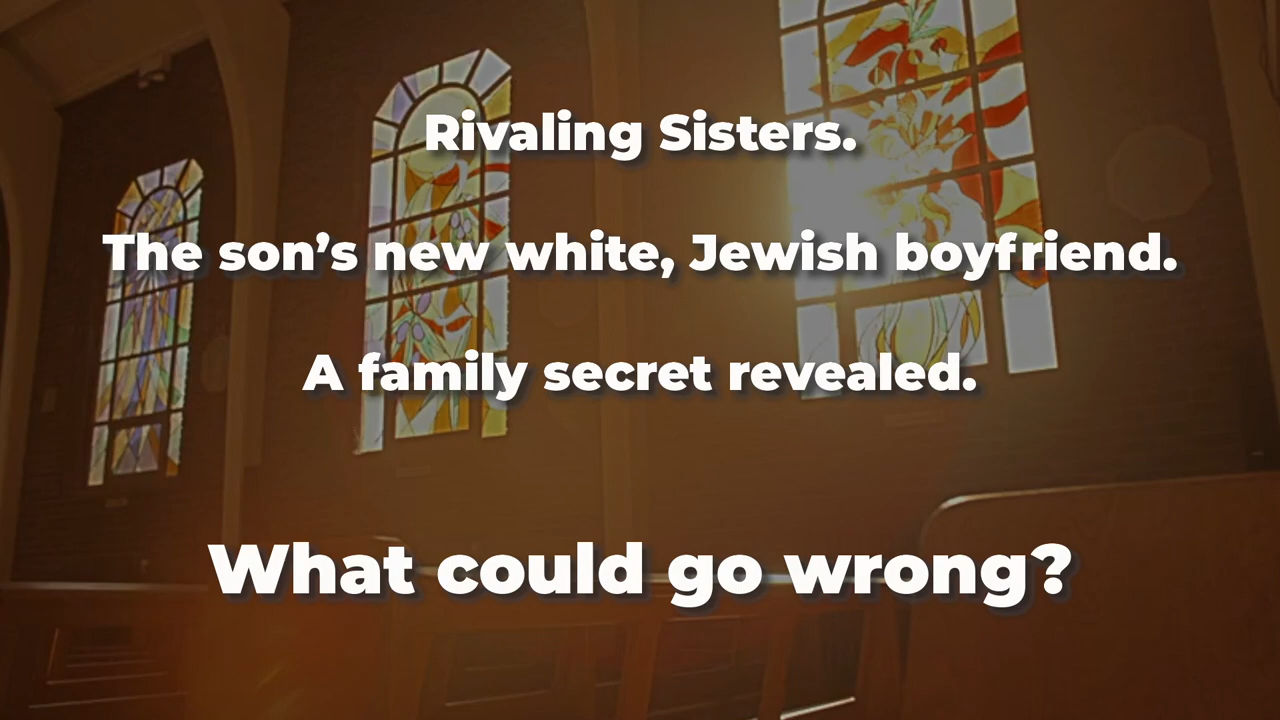 Rivaling Sisters.
The son’s new white, Jewish boyfriend.
A family secret revealed.
What could go wrong?